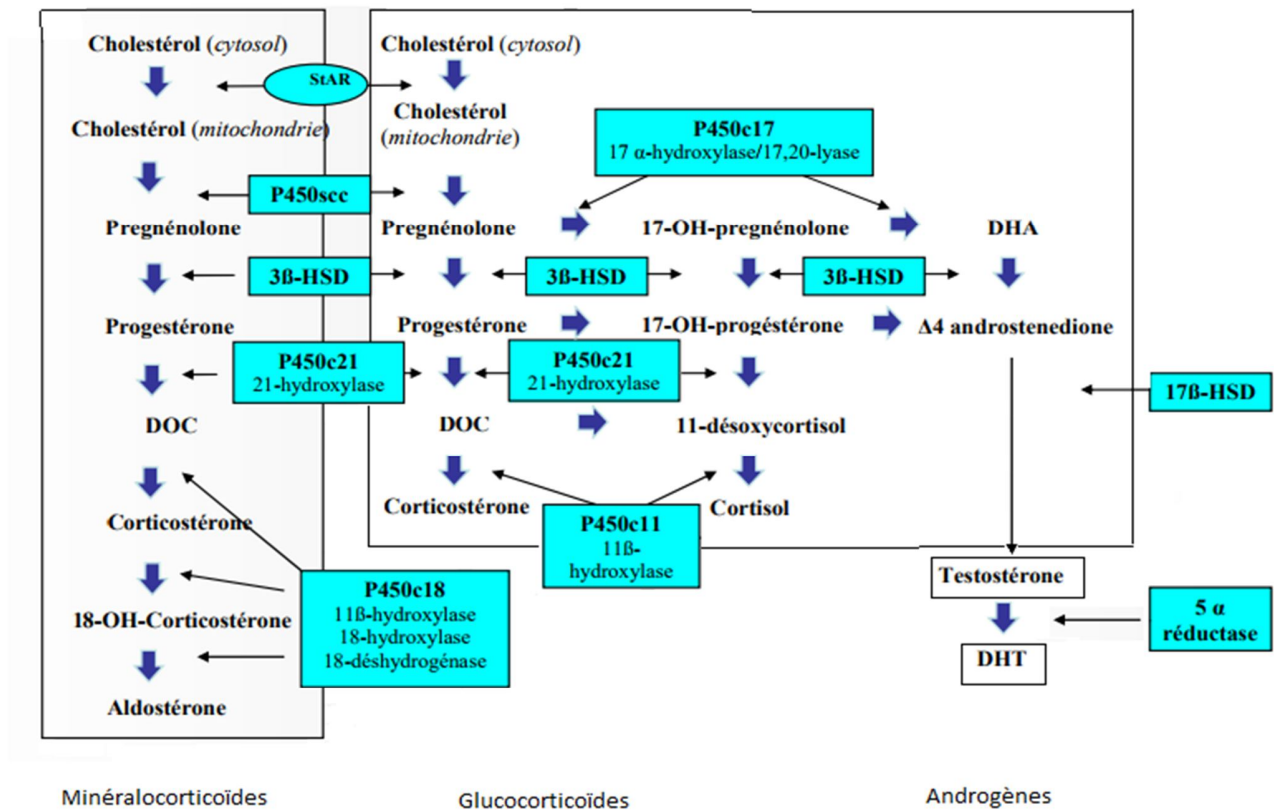 Cholestérol (cytosol)
Cholestérol (cytosol)
StAR
Cholestérol (mitochondrie)
Cholestérol
(mitochondrie)
P450c17
17 α-hydroxylase/17,20-lyase
P450scc
Pregnénolone
Pregnénolone
17-OH-pregnénolone
DHA
3ß-HSD
3ß-HSD
3ß-HSD
Progestérone
Progestérone
17-OH-progéstérone
Δ4 androstenedione
P450c21
21-hydroxylase
P450c21
21-hydroxylase
17ß-HSD
DOC
DOC
11-désoxycortisol
Corticostérone
Corticostérone
Cortisol
P450c11
11ß-
hydroxylase
P450c18
11ß-hydroxylase
18-hydroxylase
18-déshydrogénase
Testostérone
18-OH-Corticostérone
5 α
réductase
DHT
Aldostérone
Minéralocorticoïdes
Glucocorticoïdes
Androgènes